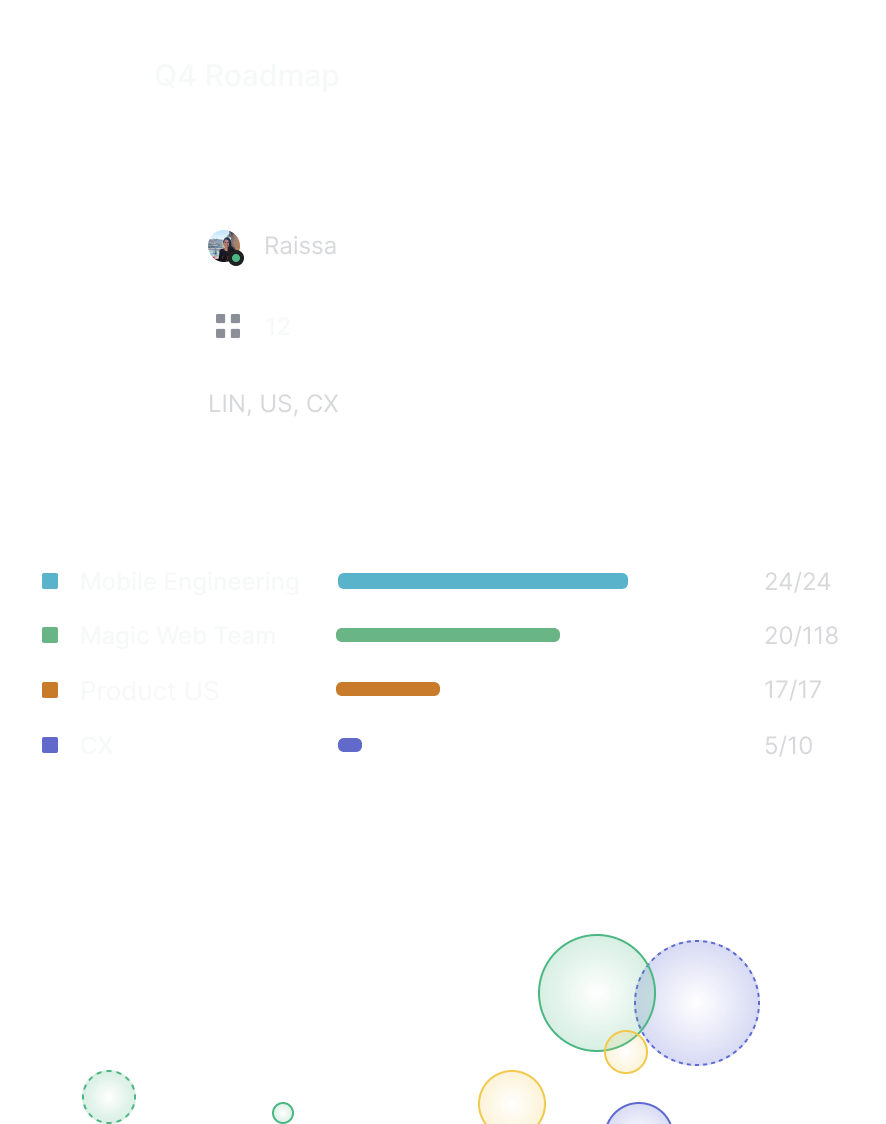 Q4 Roadmap
Raissa
12
LIN, US, CX
Mobile Engineering 24/24
Magic Web Team 20/118
Product US 17/17
CX 5/10